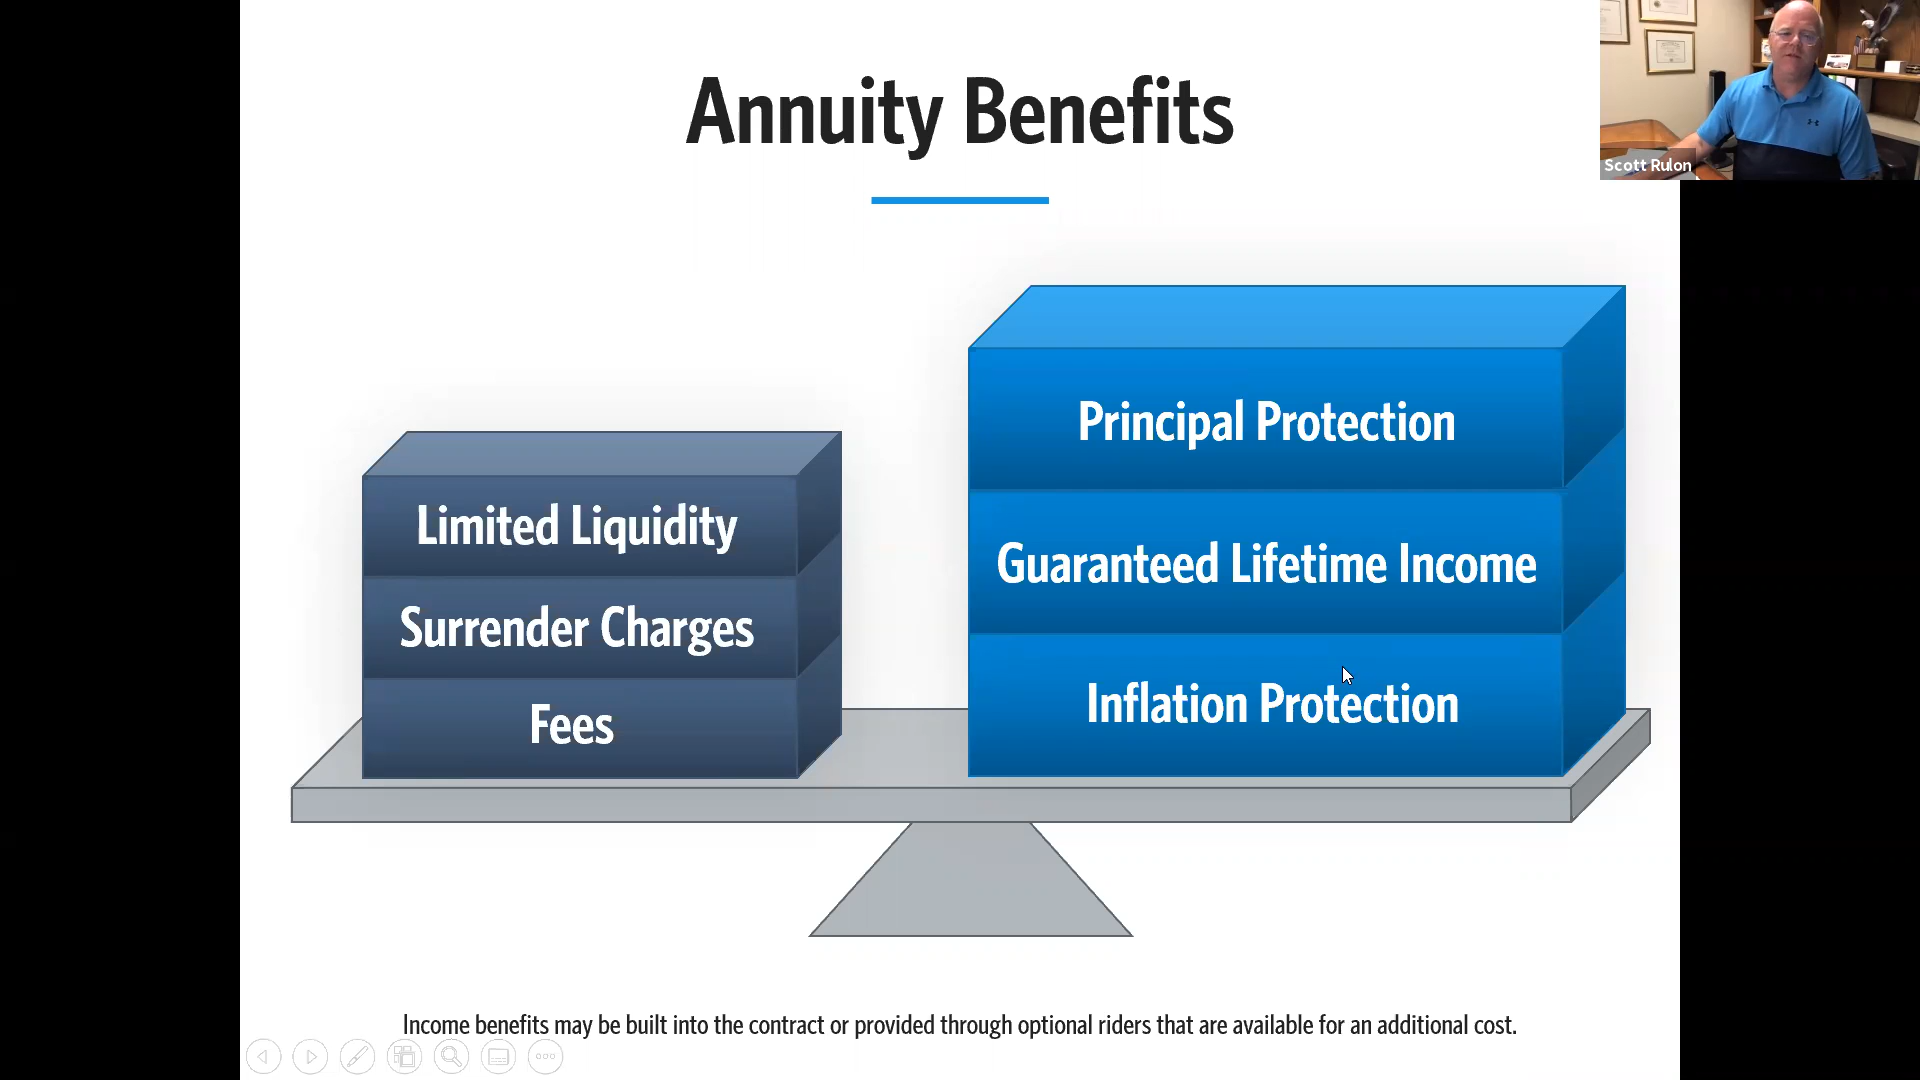 Annuity Benefits
Scott Rulon
Limited Liquidity
Surrender Charges
Fees
Principal Protection
Guaranteed Lifetime Income
Inflation Protection
Income benefits may be built into the contract or provided through optional riders that are available for an additional cost.